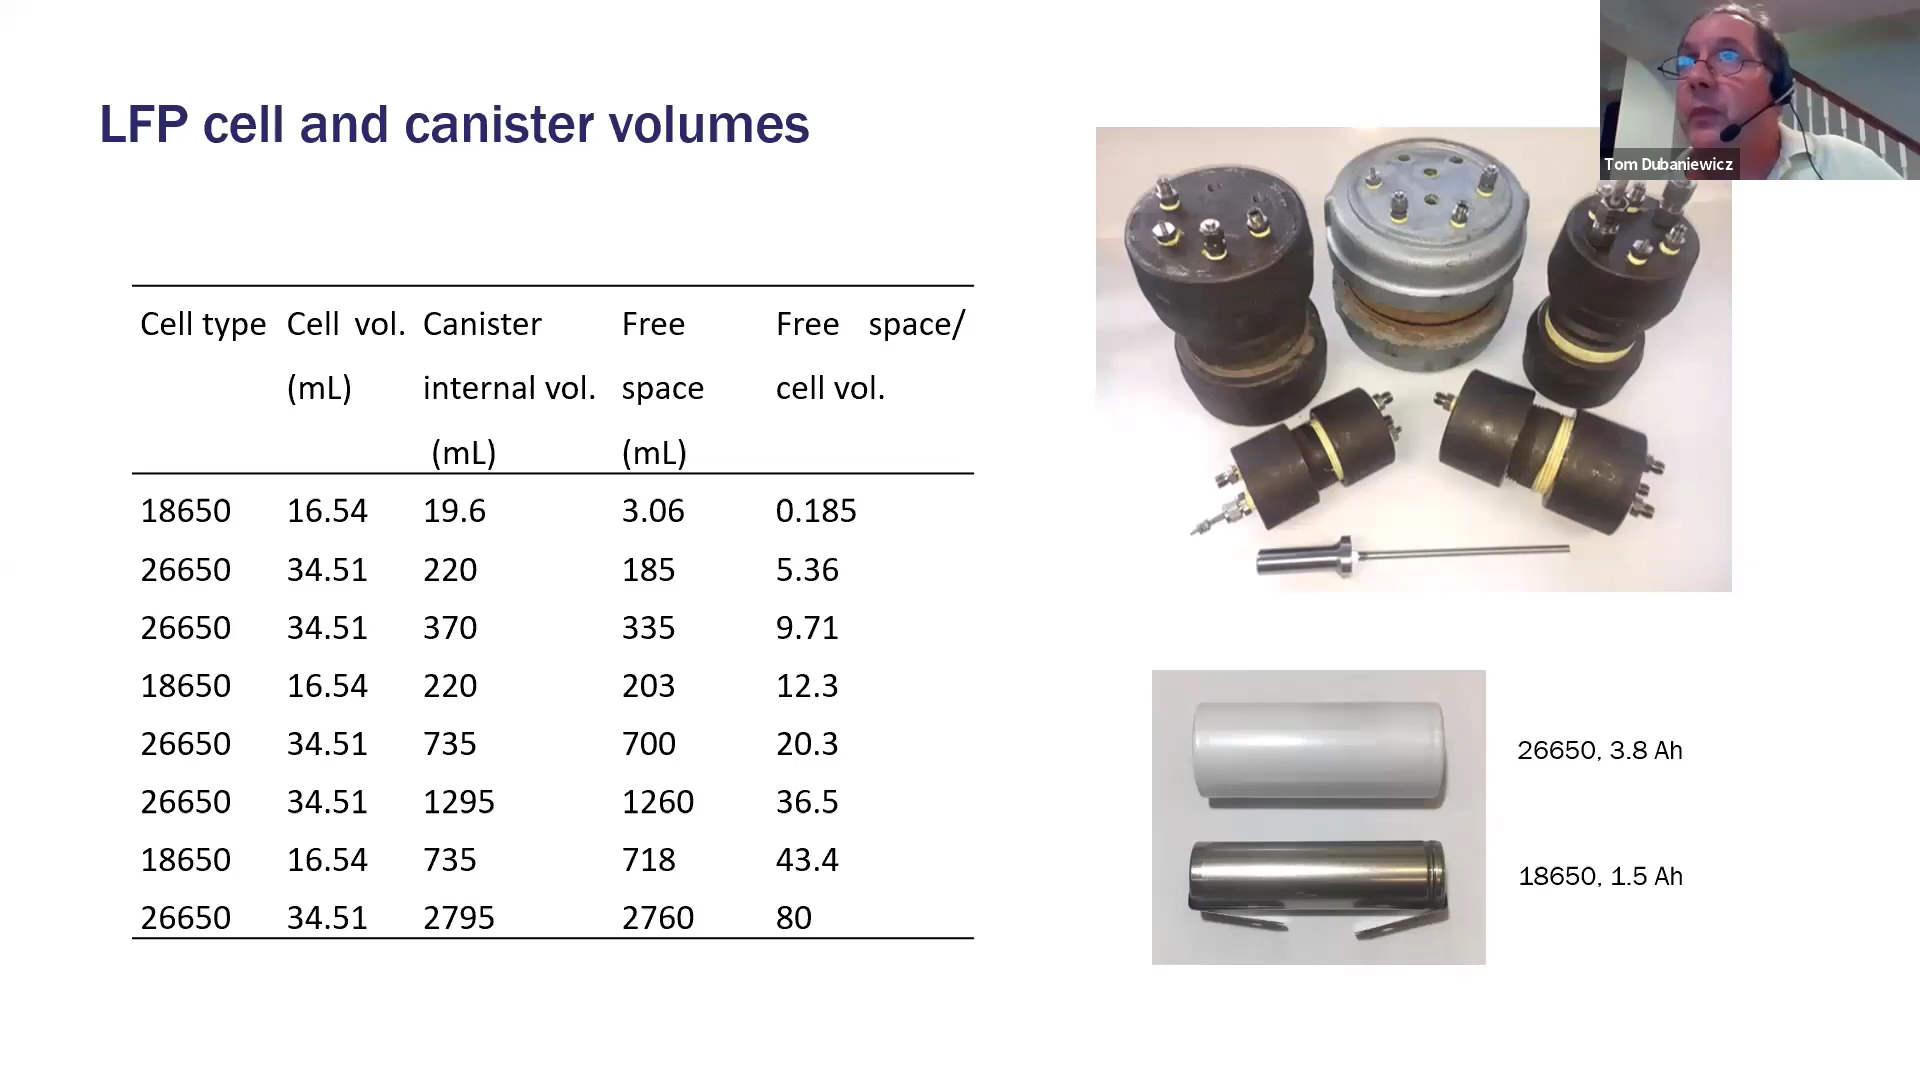 LFP cell and canister volumes
Tom Dubaniewicz
Cell type Cell vol. Canister Free Free space/
(mL) internal vol. space cell vol.
(mL) (mL)
18650 16.54 19.6 3.06 0.185
26650 34.51 220 185 5.36
26650 34.51 370 335 9.71
18650 16.54 220 203 12.3
26650 34.51 735 700 20.3
26650 34.51 1295 1260 36.5
18650 16.54 735 718 43.4
26650 34.51 2795 2760 80
26650, 3.8 Ah
18650, 1.5 Ah